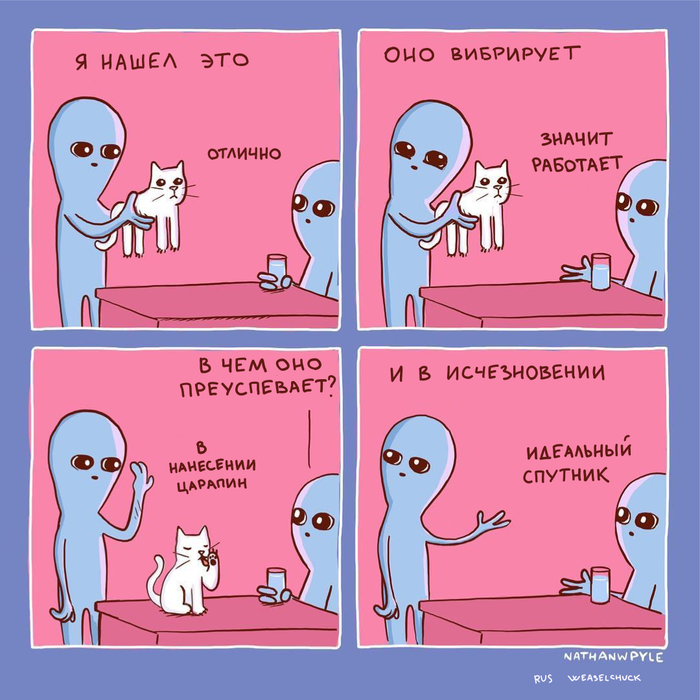 Я НАШЕЛ ЭТО
ОТЛИЧНО
ОНО ВИБРИРУЕТ
ЗНАЧИТ
РАБОТАЕТ
В ЧЕМ ОНО
ПРЕУСПЕВАЕТ?
В
НАНЕСЕНИИ
ЦАРАПИН
И В ИСЧЕЗНОВЕНИИ
ИДЕАЛЬНЫЙ
СПУТНИК
NATHANWPYLE
RUS WEASELCHUCK